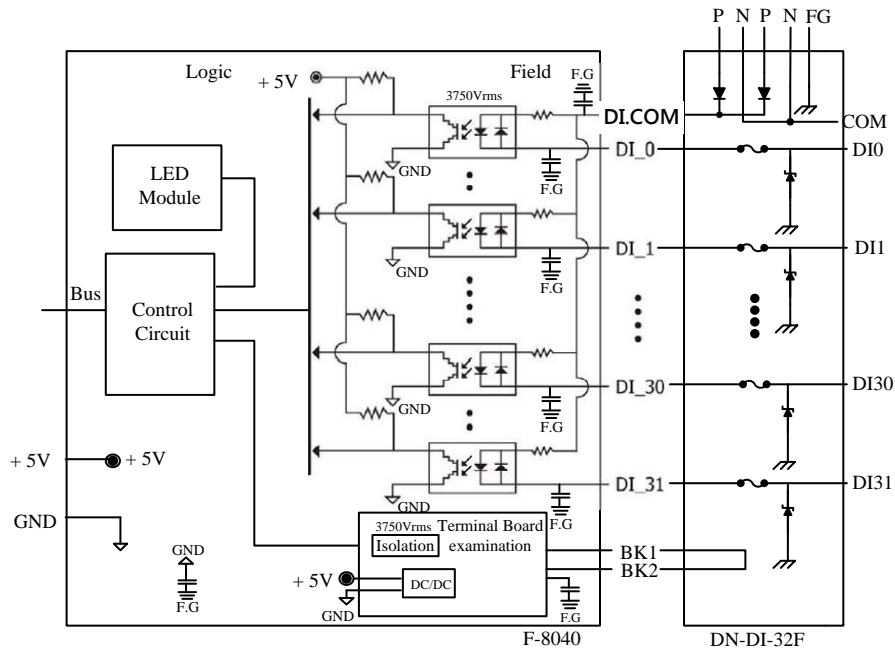 P N P N FG
Logic
+ 5V
Field
F.G
3750Vrms
DI.COM
COM
GND
F.G
DI_0
DI0
LED
Module
GND
F.G
DI_1
DI1
Bus
Control
Circuit
GND
F.G
DI_30
DI30
+ 5V
+ 5V
GND
F.G
DI_31
DI31
GND
3750Vrms
Isolation
Terminal Board
examination
BK1
BK2
+ 5V
DC/DC
GND
F.G
GND
F.G
F-8040
DN-DI-32F